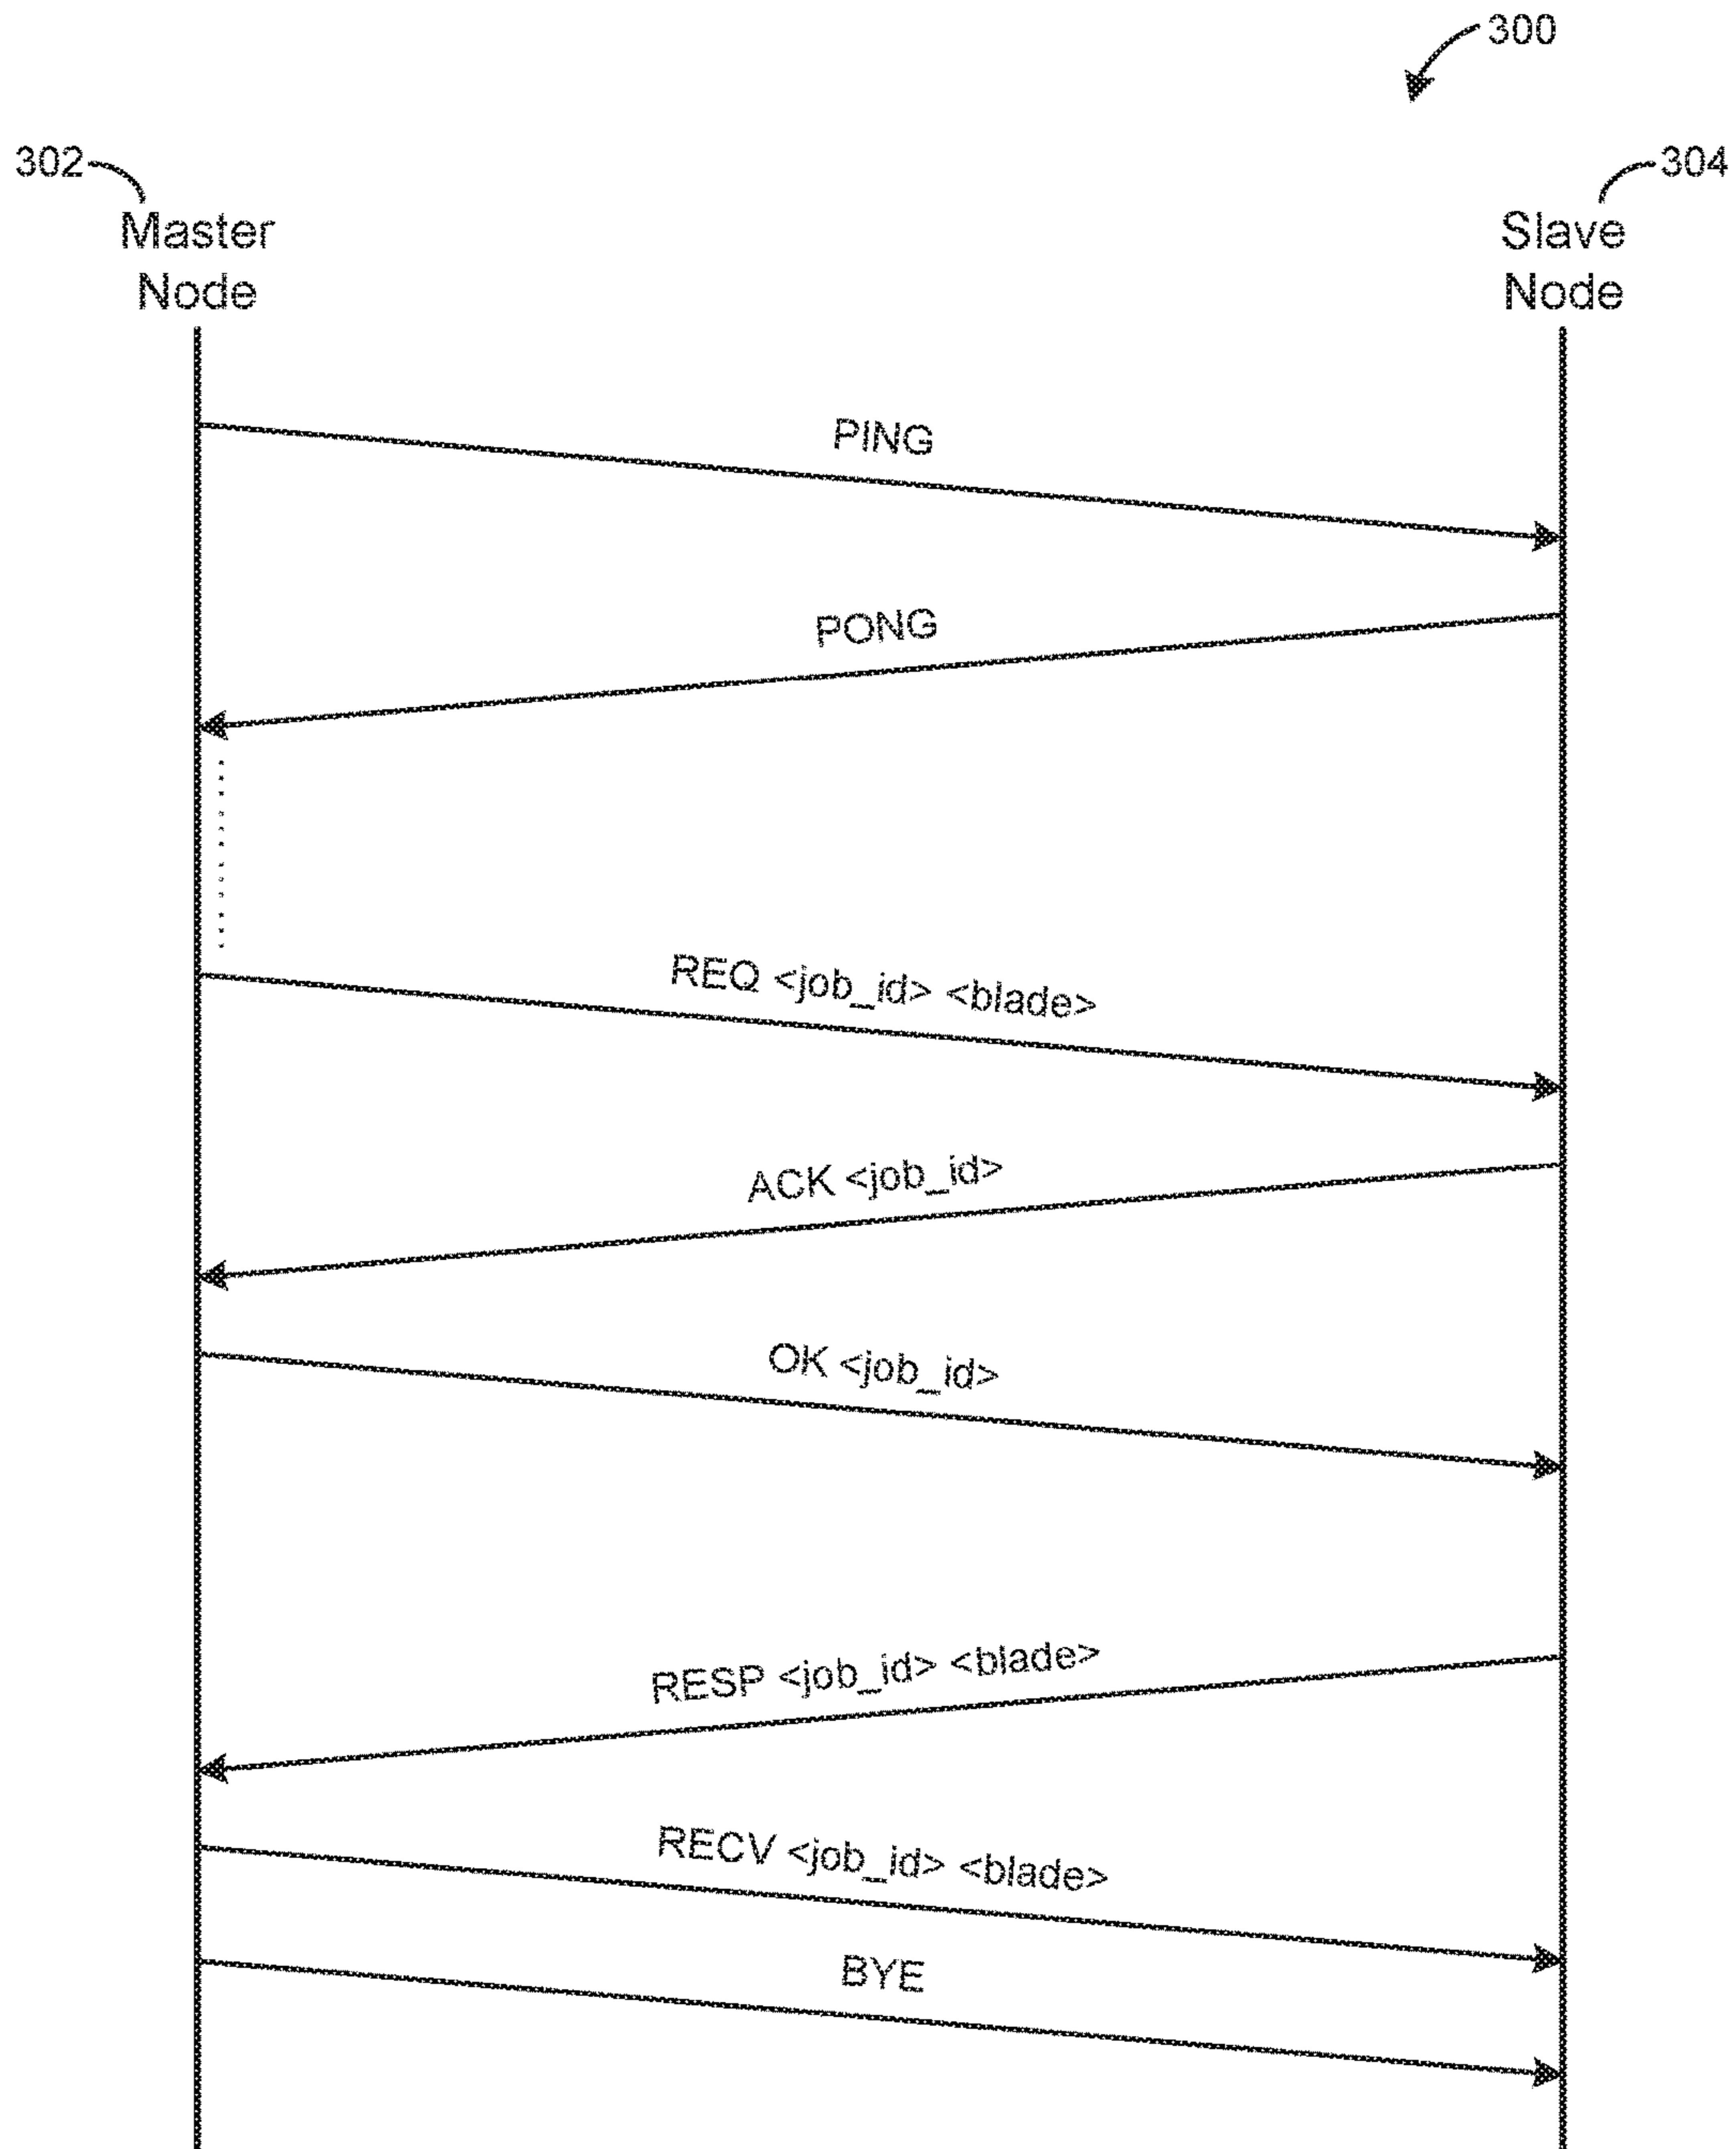 300
302
304
Master
Node
Slave
Node
PING
PONG
REQ <job_id> <blade>
ACK <job_id>
OK <job_id>
RESP <job_id> <blade>
RECV <job_id> <blade>
BYE